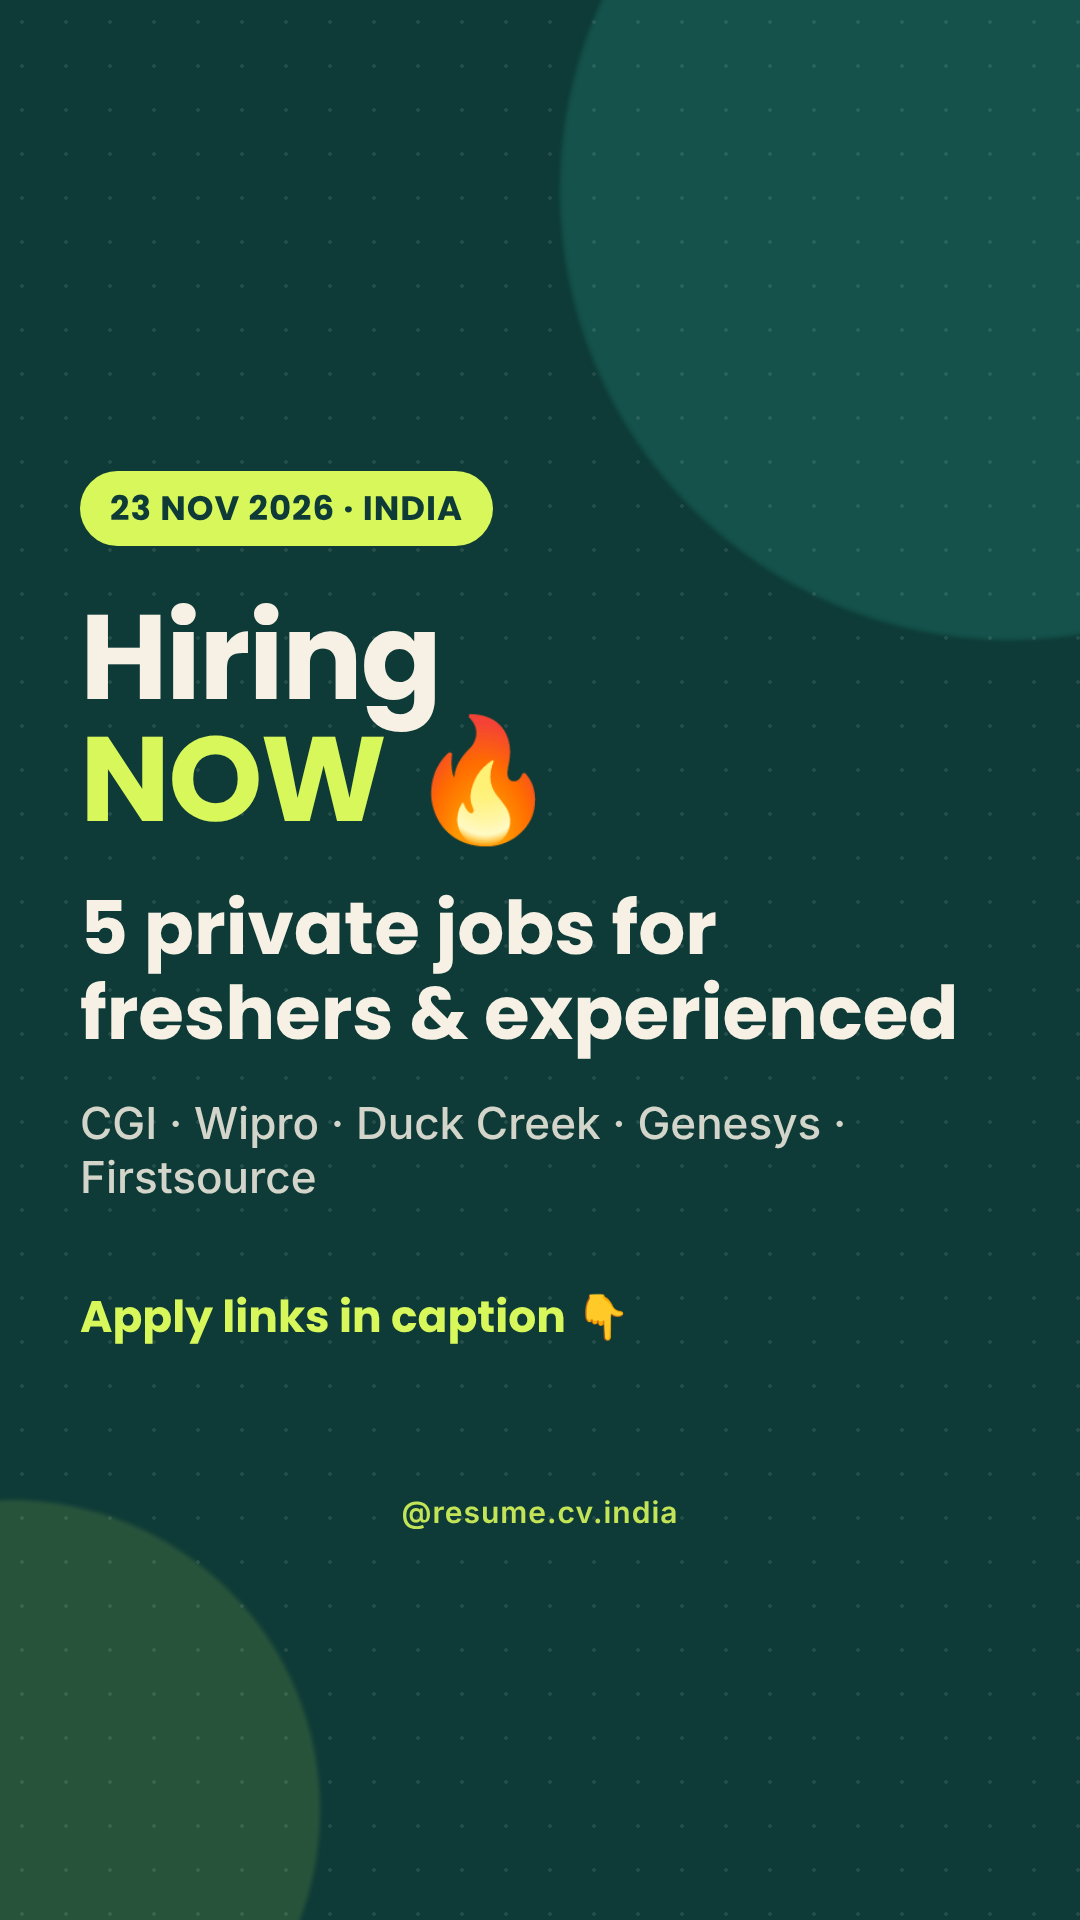 23 NOV 2026 · INDIA
Hiring
NOW 🔥
5 private jobs for
freshers & experienced
CGI · Wipro · Duck Creek · Genesys ·
Firstsource
Apply links in caption 👇
@resume.cv.india